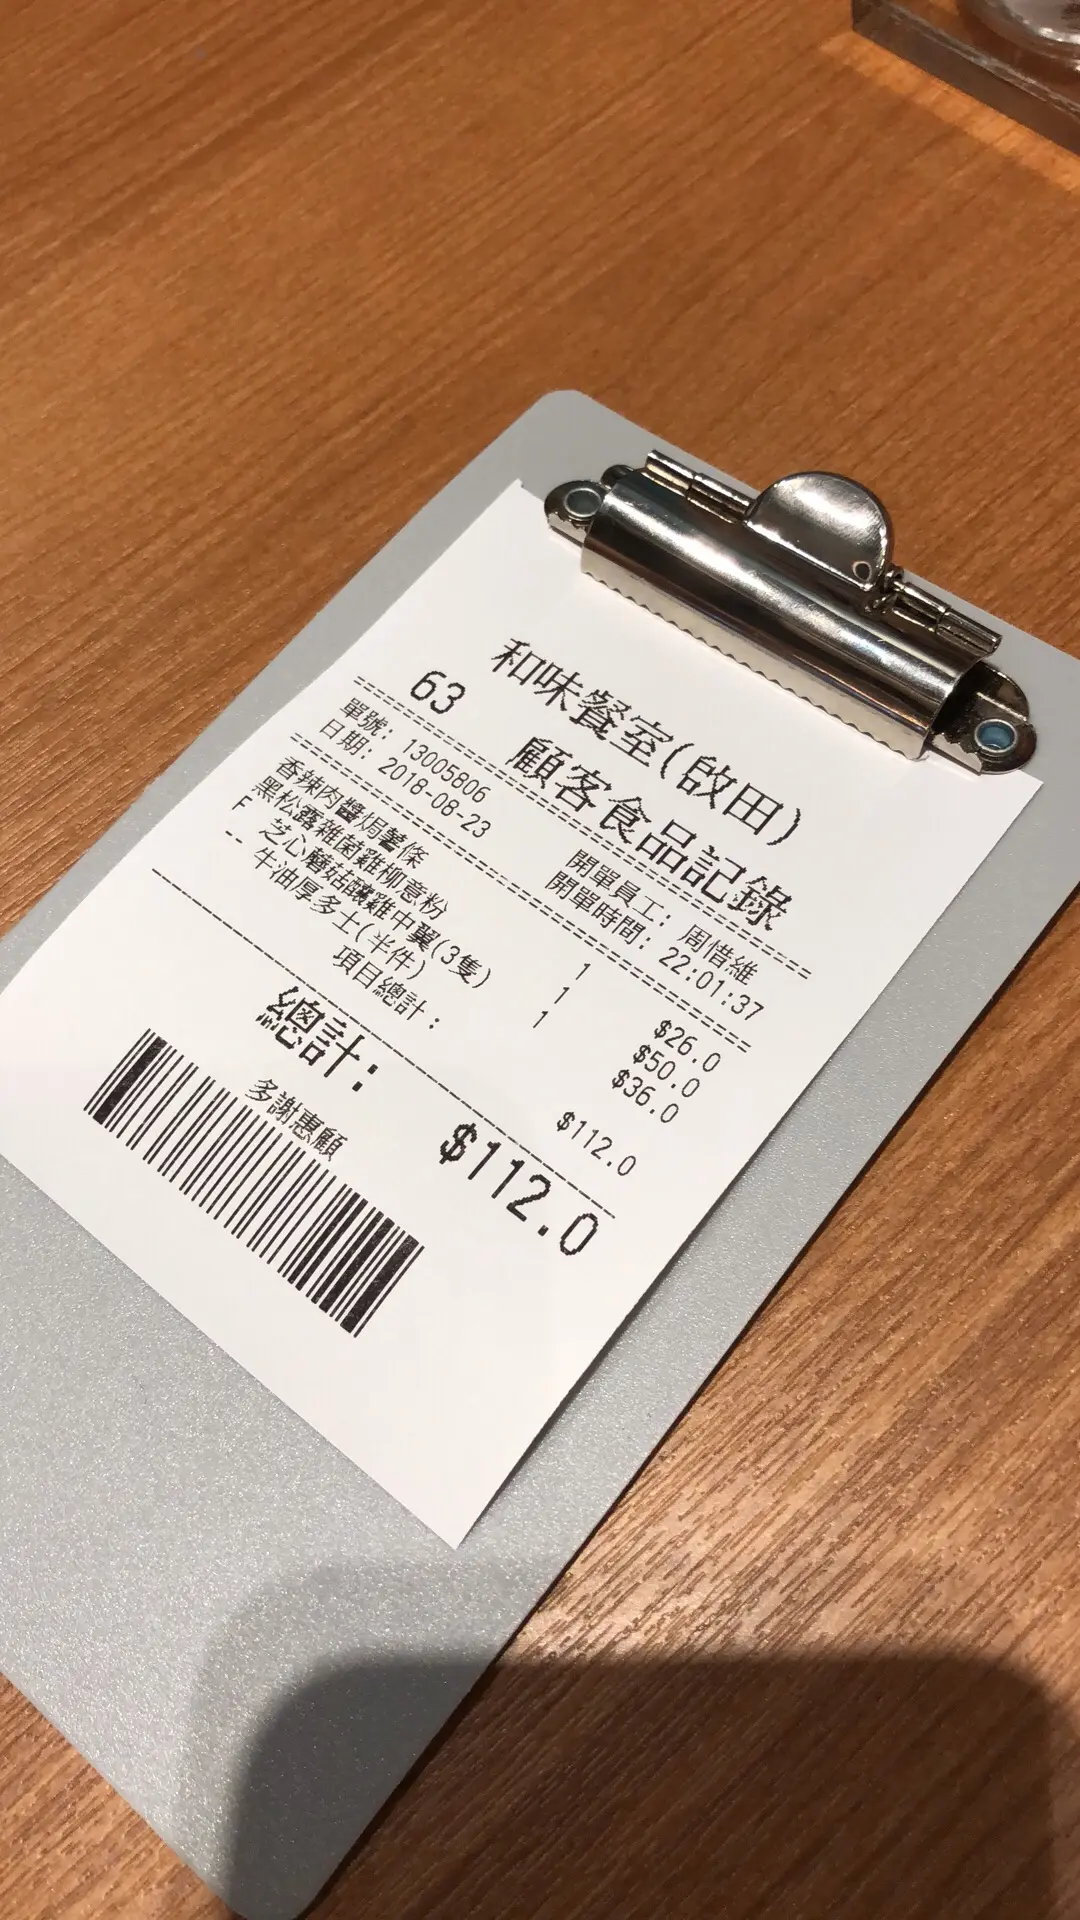 和味餐室(啟田)
63 顧客食品記錄
單號: 13005806 開單員工: 周惜維
日期: 2018-08-23 開單時間: 22:01:37
香辣肉醬焗薯條 1 $26.0
黑松露雜菌雞柳意粉 1 $50.0
F 芝心蘑菇釀雞中翼(3隻) 1 $36.0
-- 牛油厚多士(半件)
項目總計: $112.0
總計: $112.0
多謝惠顧